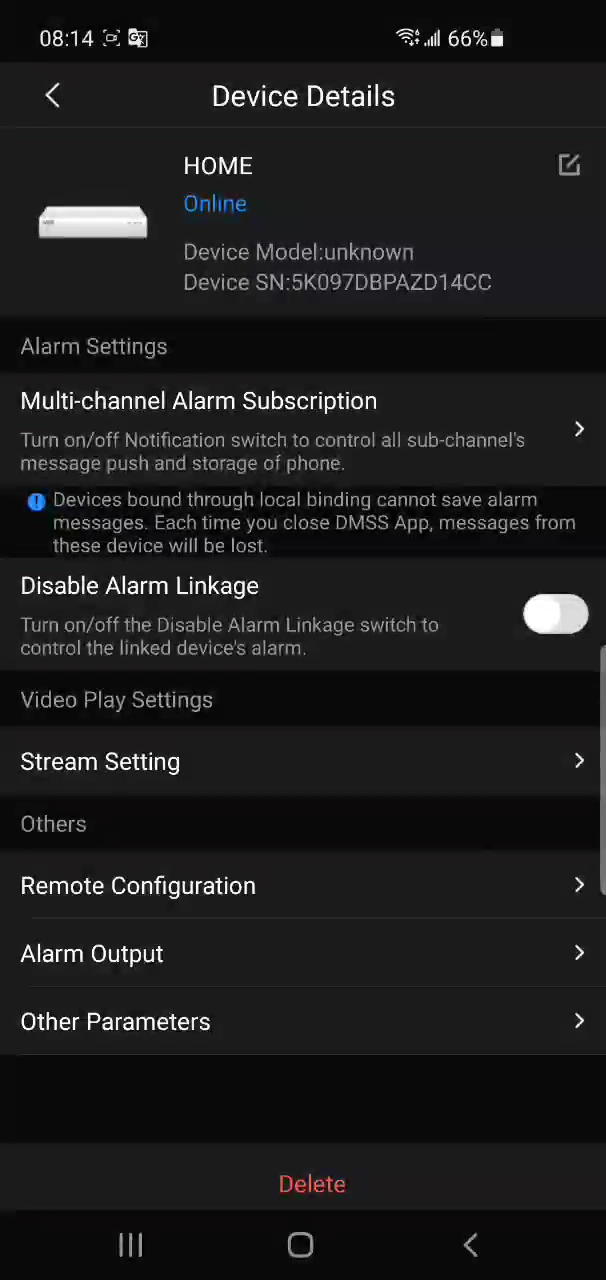 08:14 66%
Device Details
HOME
Online
Device Model:unknown
Device SN:5K097DBPAZD14CC
Alarm Settings
Multi-channel Alarm Subscription
Turn on/off Notification switch to control all sub-channel's
message push and storage of phone.
Devices bound through local binding cannot save alarm
messages. Each time you close DMSS App, messages from
these device will be lost.
Disable Alarm Linkage
Turn on/off the Disable Alarm Linkage switch to
control the linked device's alarm.
Video Play Settings
Stream Setting
Others
Remote Configuration
Alarm Output
Other Parameters
Delete